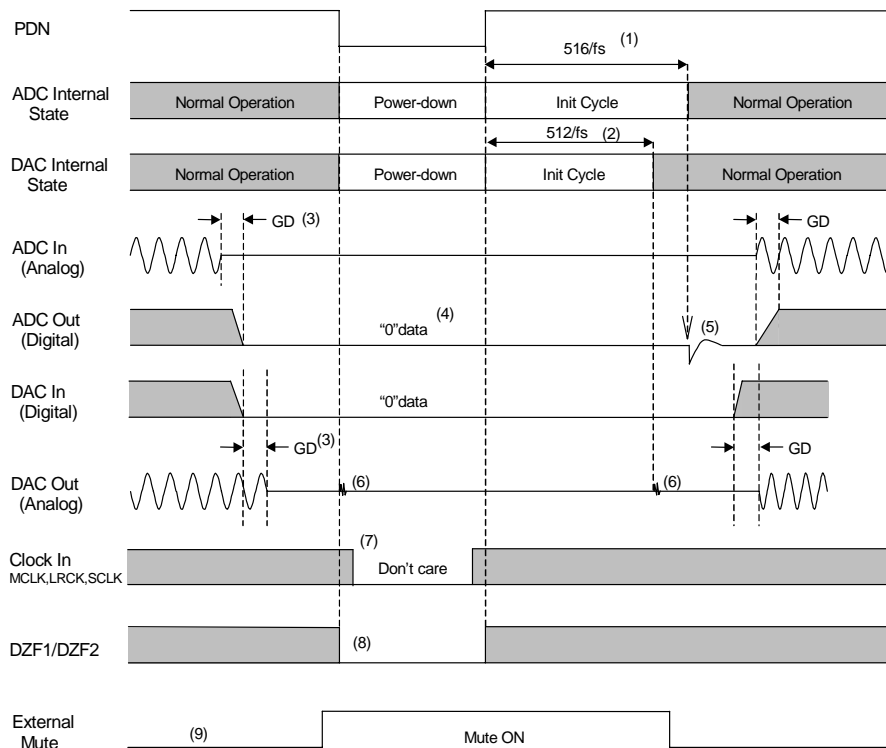 PDN
516/fs (1)
ADC Internal
State
Normal Operation Power-down Init Cycle Normal Operation
512/fs (2)
DAC Internal
State
Normal Operation Power-down Init Cycle Normal Operation
GD (3) GD
ADC In
(Analog)
ADC Out
(Digital)
“0”data (4) (5)
DAC In
(Digital)
“0”data
GD (3) GD
DAC Out
(Analog)
(6) (6)
Clock In
MCLK,LRCK,SCLK
(7)
Don't care
DZF1/DZF2 (8)
External
Mute
(9) Mute ON